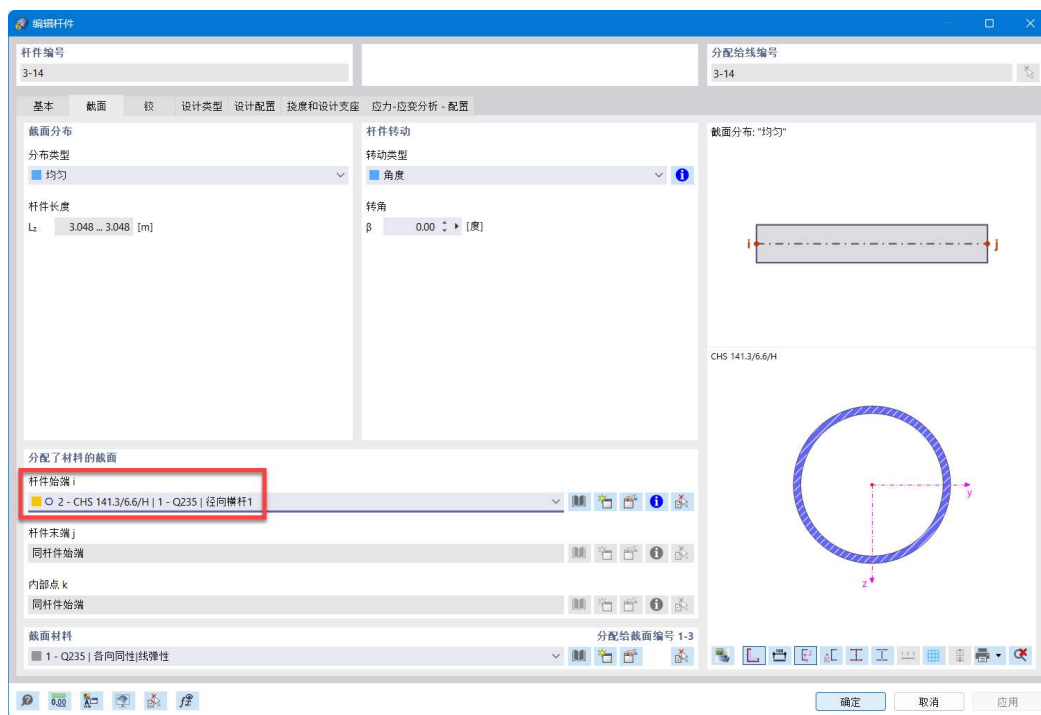 编辑杆件
杆件编号
3-14
分配给线编号
3-14
基本 截面 铰 设计类型 设计配置 挠度和设计支座 应力-应变分析 - 配置
截面分布
分布类型
均匀
杆件长度
Lz 3.048 ... 3.048 [m]
杆件转动
转动类型
角度
转角
β 0.00 [度]
截面分布: "均匀"
i j
CHS 141.3/6.6/H
y
z
分配了材料的截面
杆件始端 i
2 - CHS 141.3/6.6/H | 1 - Q235 | 径向横杆1
杆件末端 j
同杆件始端
内部点 k
同杆件始端
截面材料 分配给截面编号 1-3
1 - Q235 | 各向同性|线弹性
0,00
确定 取消 应用